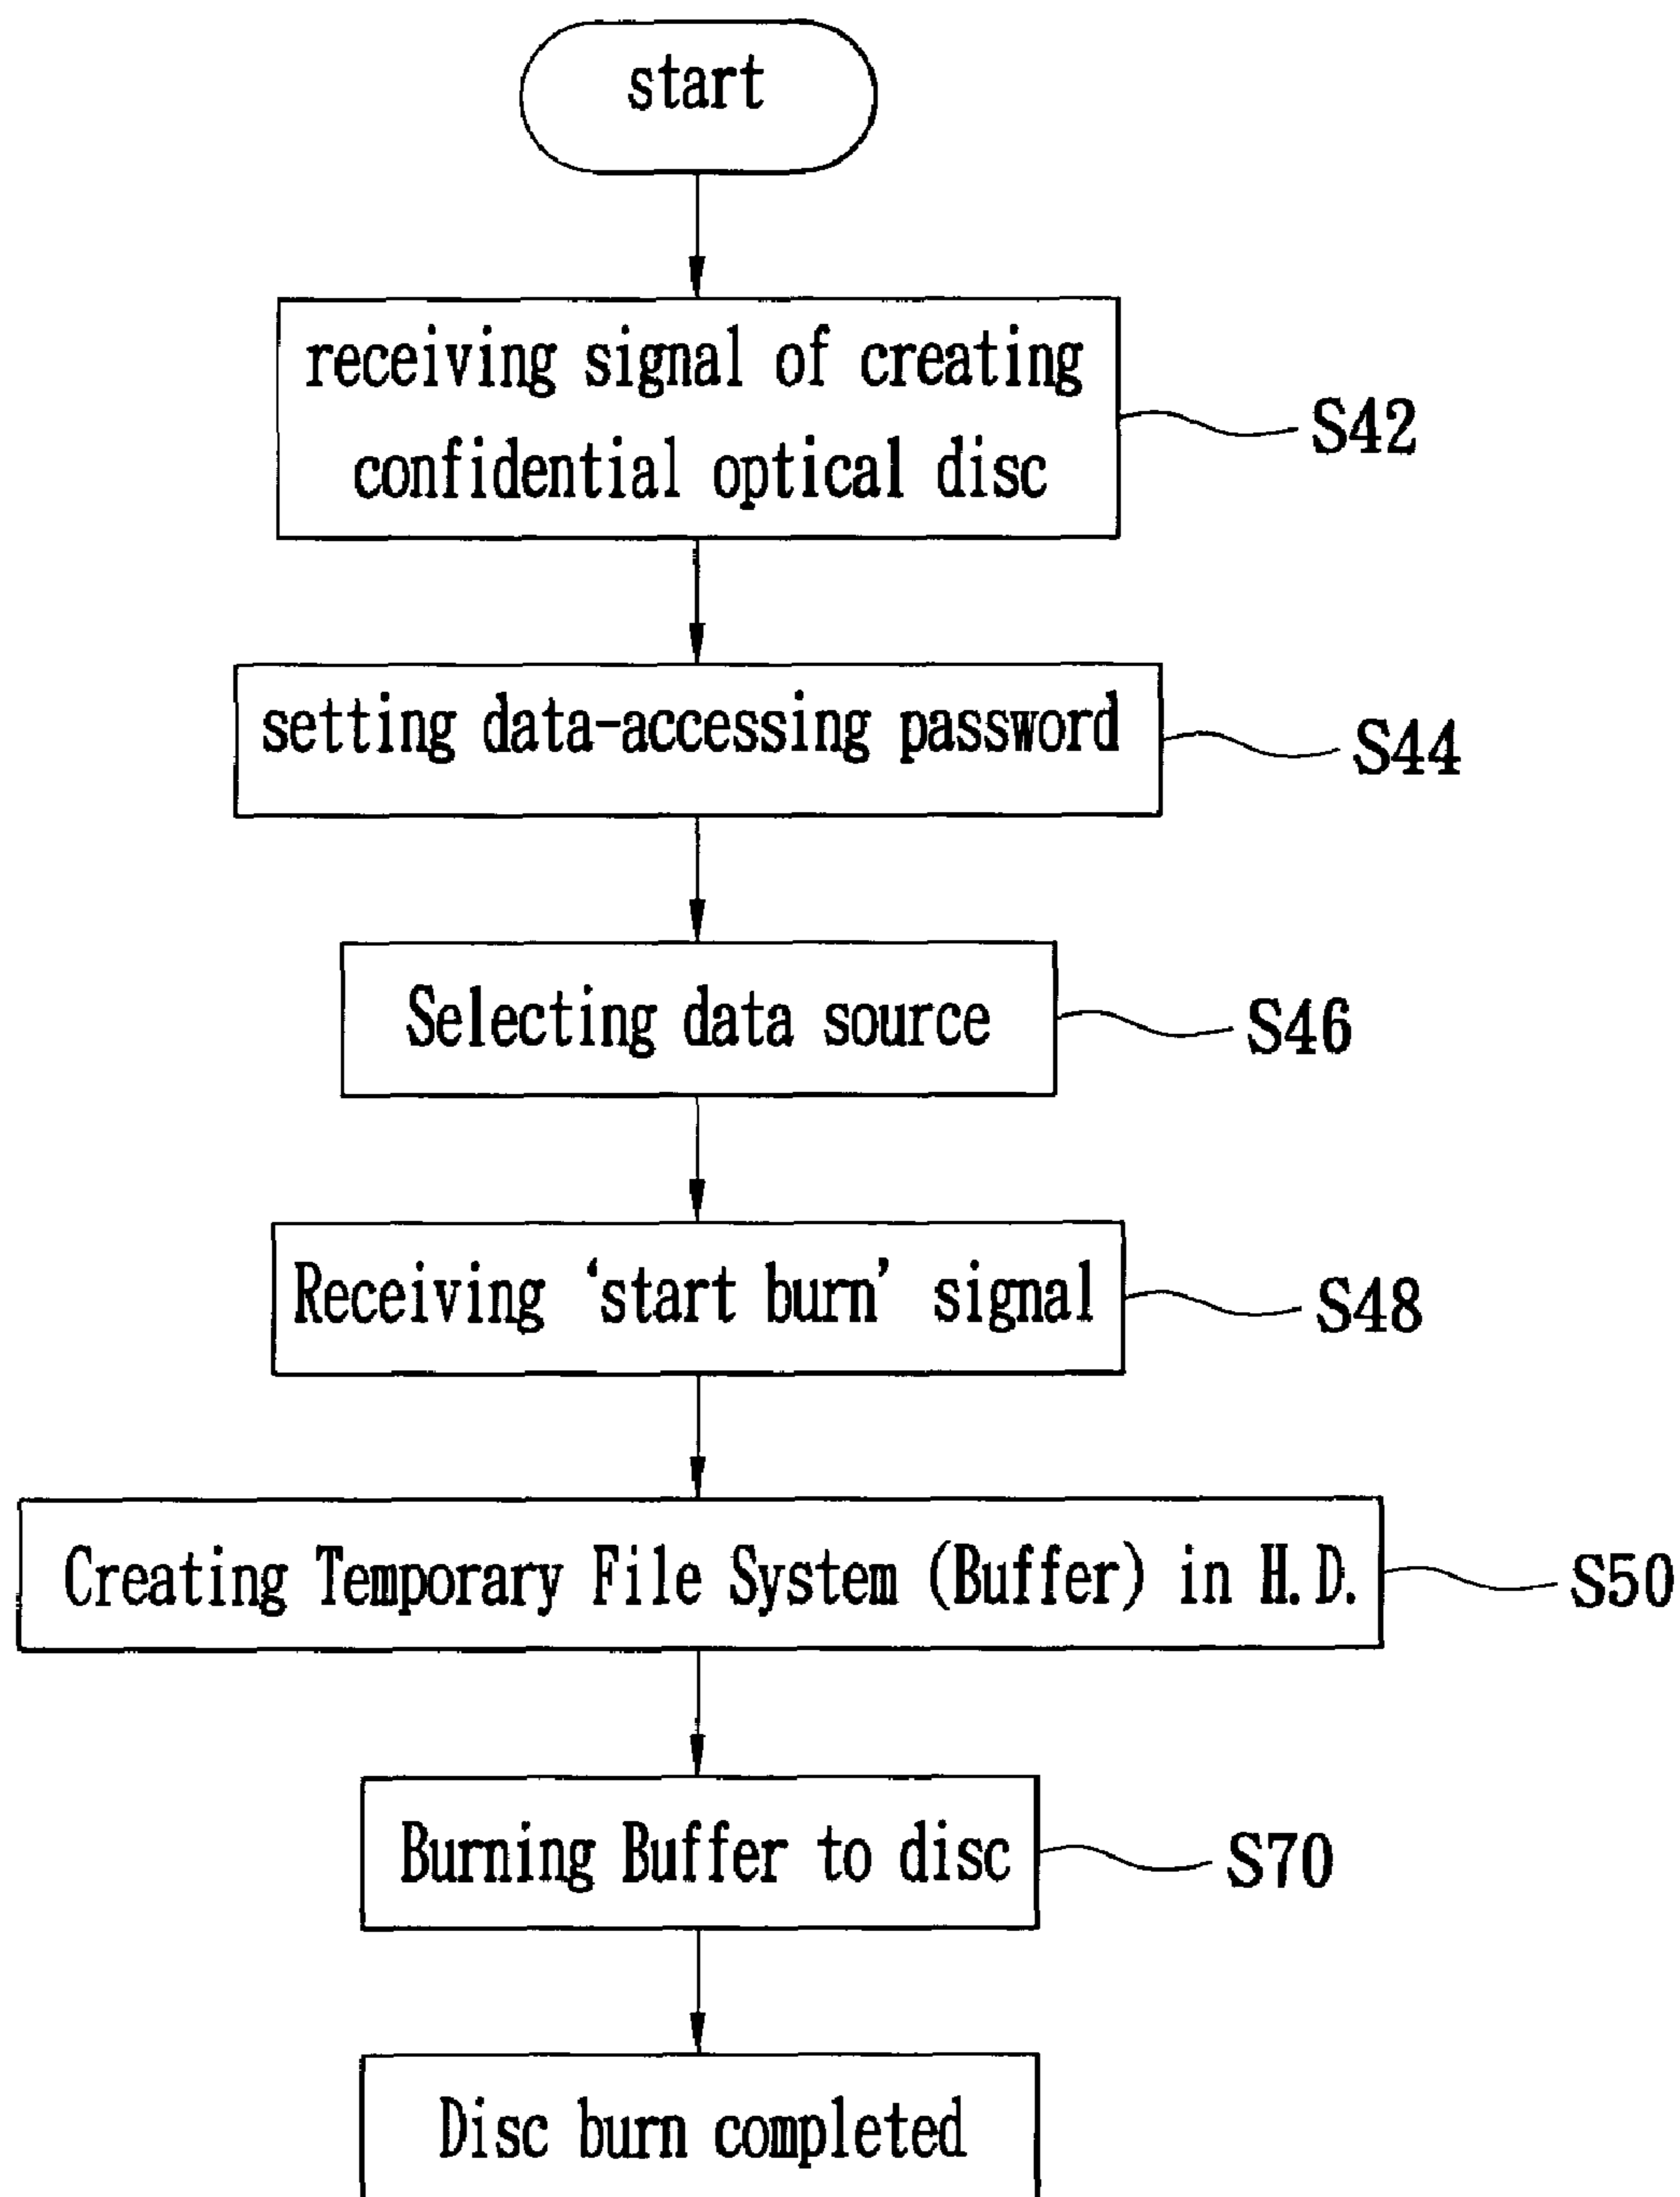 start
receiving signal of creating
confidential optical disc
S42
setting data-accessing password
S44
Selecting data source
S46
Receiving ‘start burn’ signal
S48
Creating Temporary File System (Buffer) in H.D.
S50
Burning Buffer to disc
S70
Disc burn completed